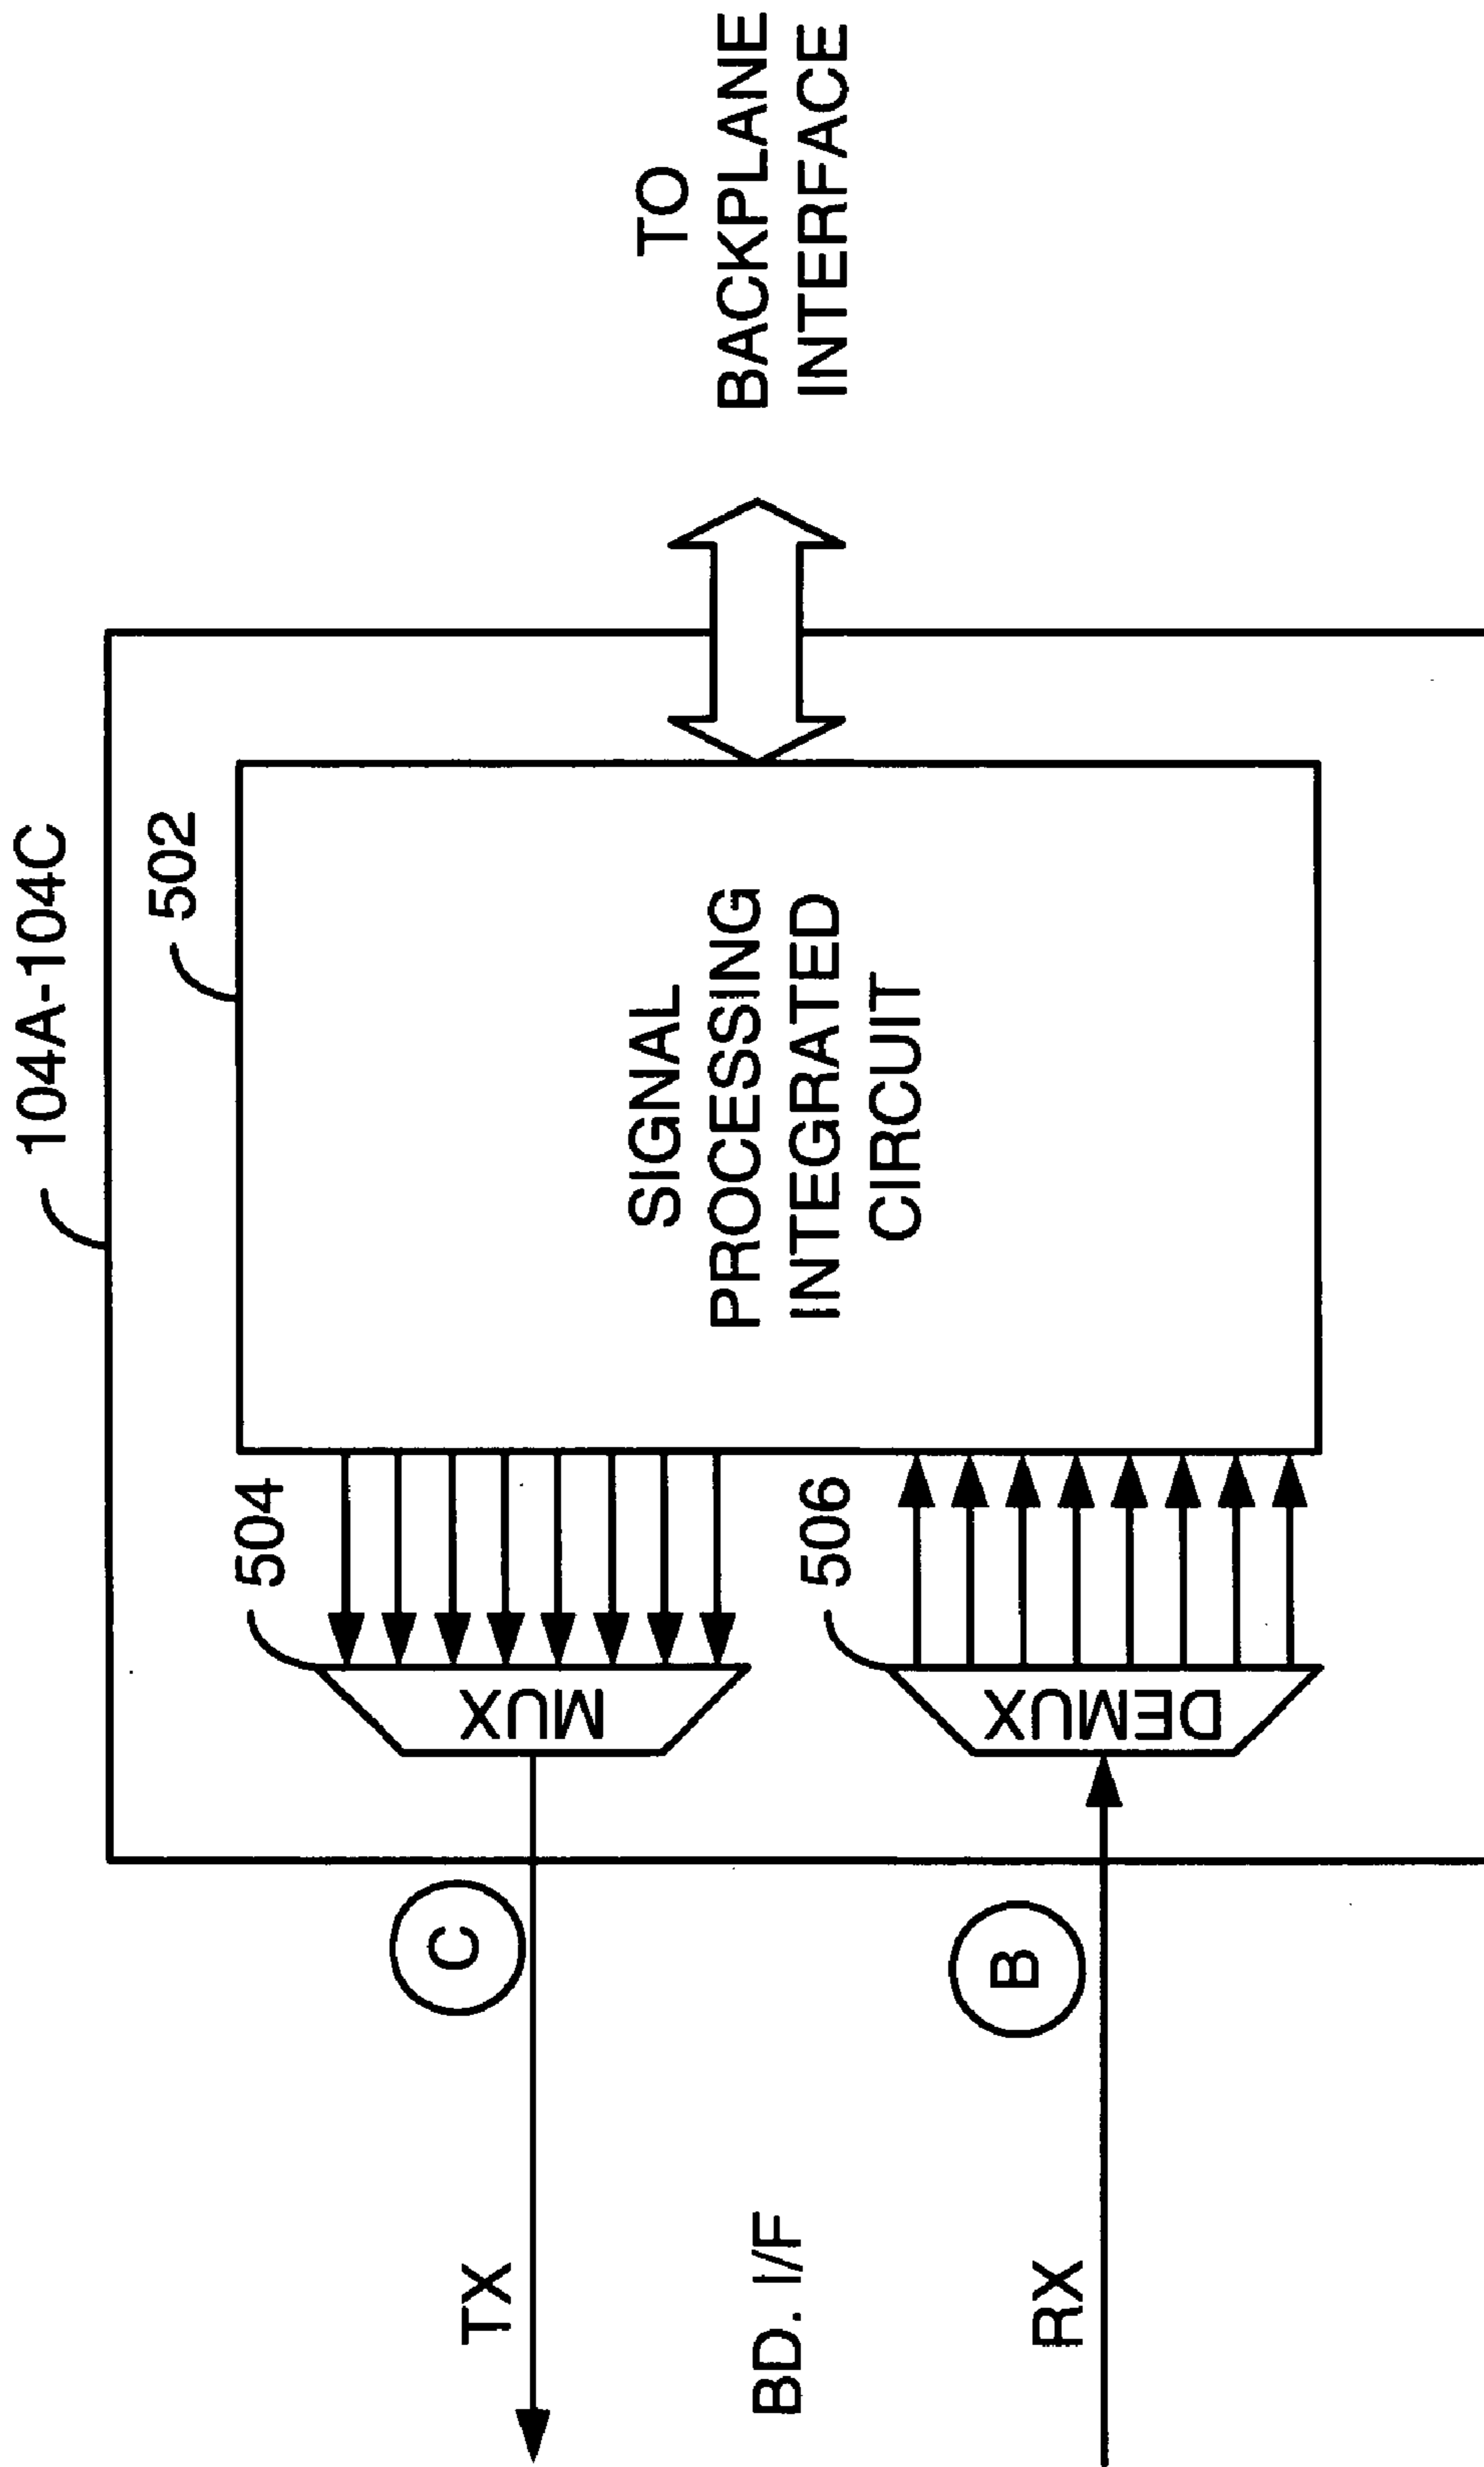 104A-104C
502
504
MUX
SIGNAL
PROCESSING
INTEGRATED
CIRCUIT
TO
BACKPLANE
INTERFACE
C
TX
BD. I/F
506
DEMUX
B
RX